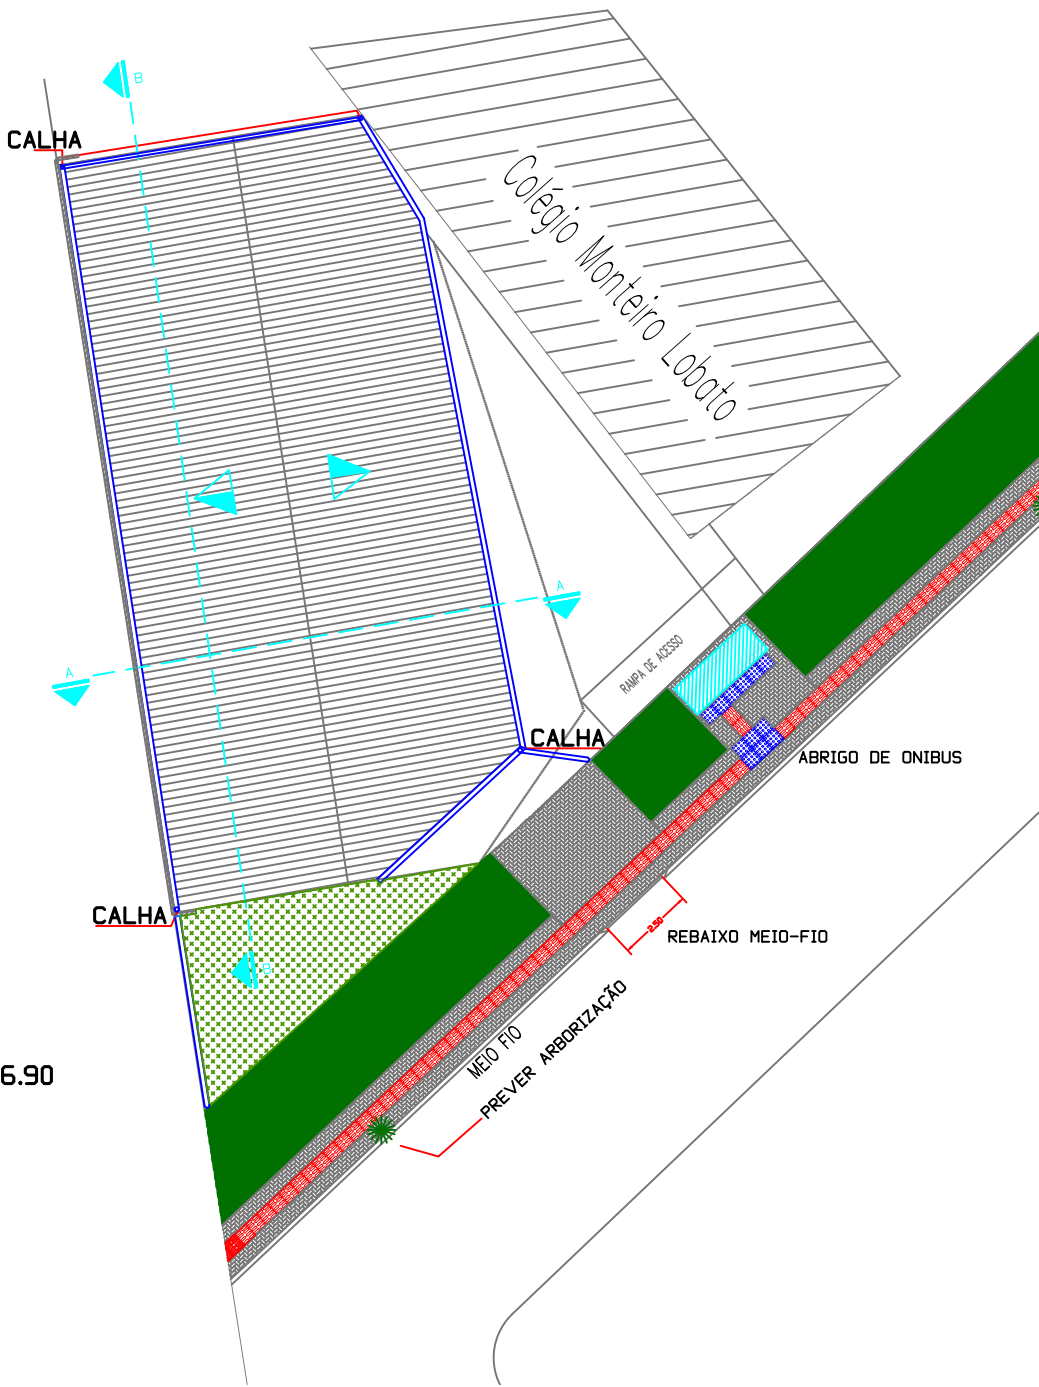 B
CALHA
Colégio Monteiro Lobato
A
A
RAMPA DE ACESSO
CALHA
ABRIGO DE ONIBUS
CALHA
2.50
REBAIXO MEIO-FIO
B
MEIO FIO
PREVER ARBORIZAÇÃO
6.90